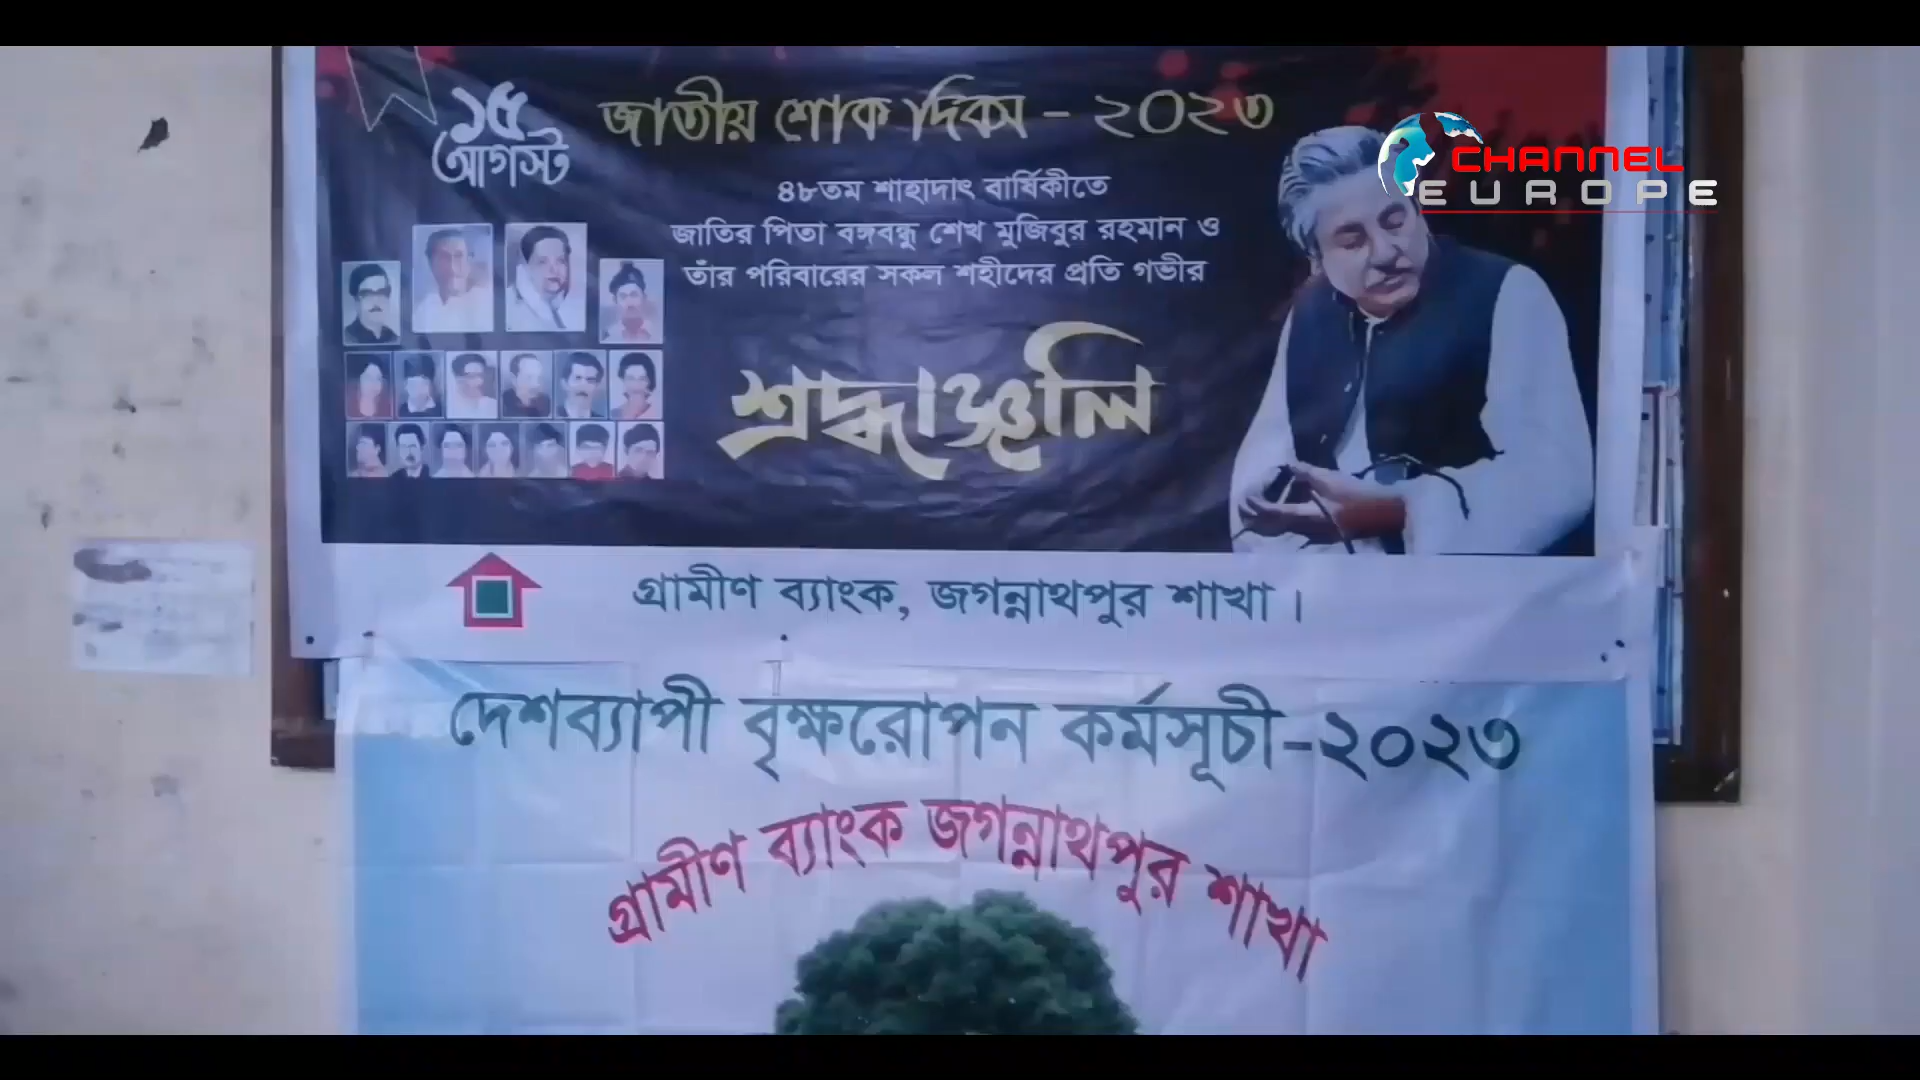 ১৫
আগস্ট
জাতীয় শোক দিবস - ২০২৩
৪৮তম শাহাদাৎ বার্ষিকীতে
জাতির পিতা বঙ্গবন্ধু শেখ মুজিবুর রহমান ও
তাঁর পরিবারের সকল শহীদের প্রতি গভীর
শ্রদ্ধাঞ্জলি
CHANNEL
EUROPE
গ্রামীণ ব্যাংক, জগন্নাথপুর শাখা।
দেশব্যাপী বৃক্ষরোপন কর্মসূচী-২০২৩
গ্রামীণ ব্যাংক জগন্নাথপুর শাখা